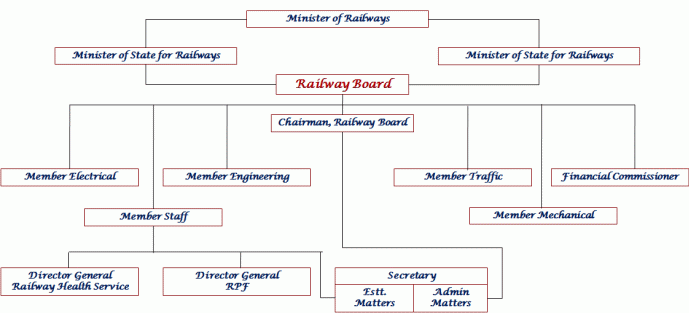 Minister of Railways
Minister of State for Railways
Minister of State for Railways
Railway Board
Chairman, Railway Board
Member Electrical
Member Engineering
Member Traffic
Financial Commissioner
Member Staff
Member Mechanical
Director General
Railway Health Service
Director General
RPF
Secretary
Estt.
Matters
Admin
Matters